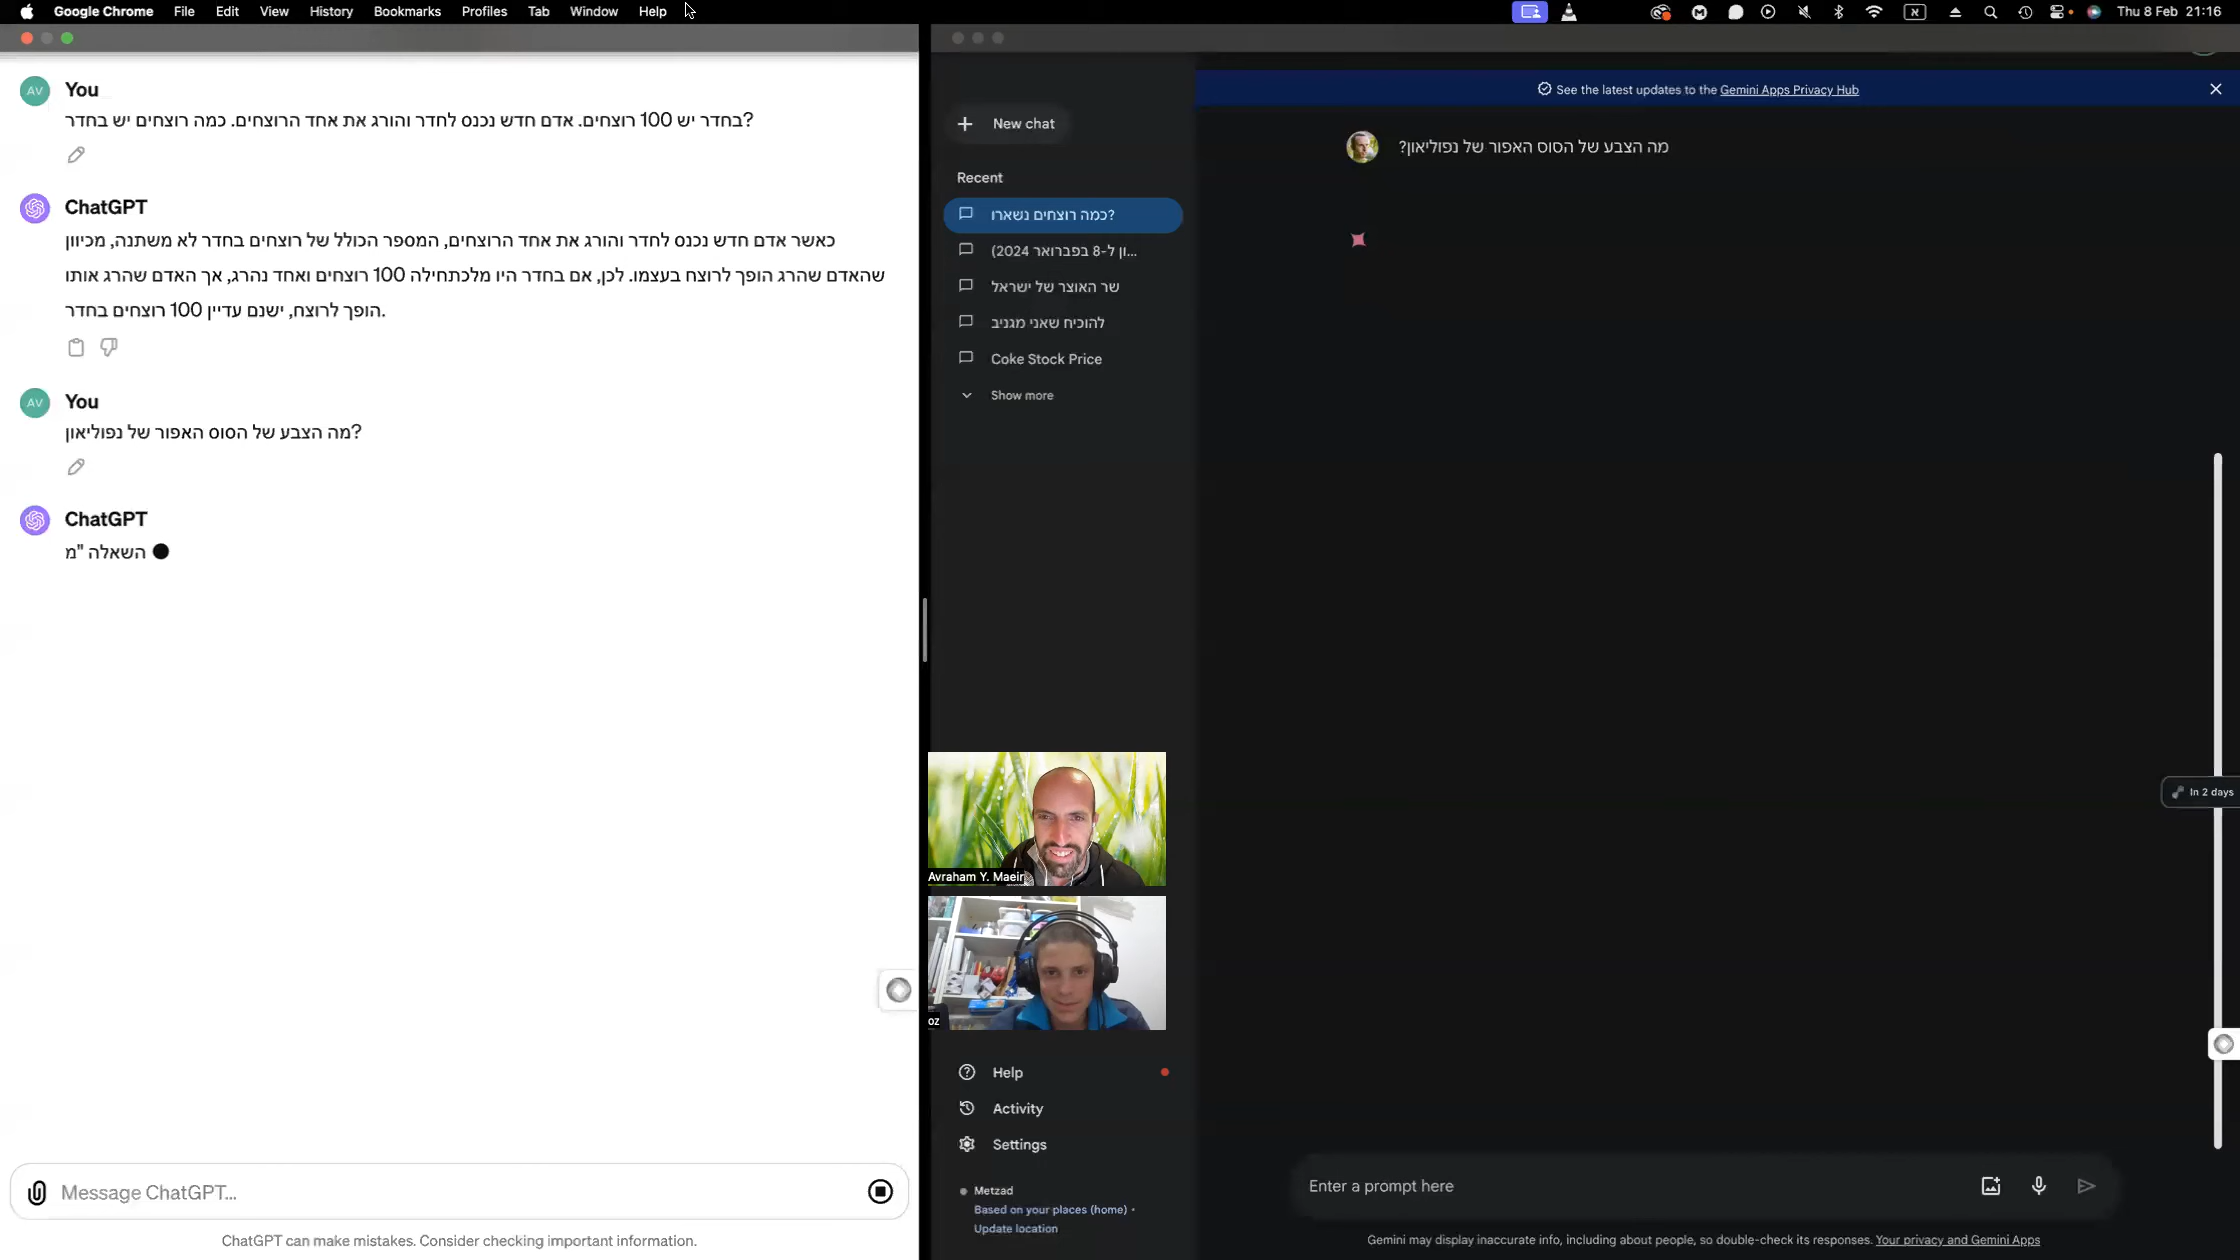 Google Chrome File Edit View History Bookmarks Profiles Tab Window Help
Thu 8 Feb 21:16
AV You
בחדר יש 100 רוצחים. אדם חדש נכנס לחדר והורג את אחד הרוצחים. כמה רוצחים יש בחדר?
ChatGPT
כאשר אדם חדש נכנס לחדר והורג את אחד הרוצחים, המספר הכולל של רוצחים בחדר לא משתנה, מכיוון
שהאדם שהרג הופך לרוצח בעצמו. לכן, אם בחדר היו מלכתחילה 100 רוצחים ואחד נהרג, אך האדם שהרג אותו
הופך לרוצח, ישנם עדיין 100 רוצחים בחדר.
AV You
מה הצבע של הסוס האפור של נפוליאון?
ChatGPT
השאלה "מ
Message ChatGPT...
ChatGPT can make mistakes. Consider checking important information.
New chat
Recent
כמה רוצחים נשארו?
ון ל-8 בפברואר 2024)...
שר האוצר של ישראל
להוכיח שאני מגניב
Coke Stock Price
Show more
Avraham Y. Maein
oz
Help
Activity
Settings
Metzad
Based on your places (home) •
Update location
See the latest updates to the Gemini Apps Privacy Hub
מה הצבע של הסוס האפור של נפוליאון?
In 2 days
Enter a prompt here
Gemini may display inaccurate info, including about people, so double-check its responses. Your privacy and Gemini Apps